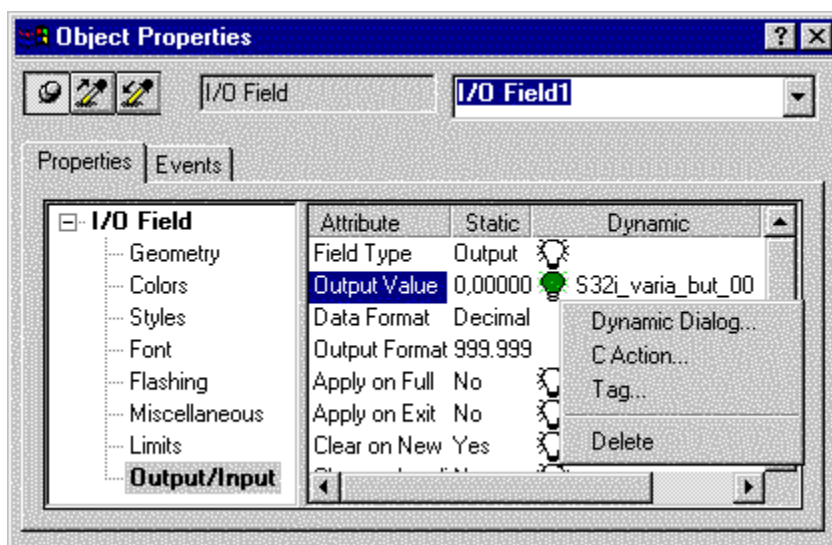 Object Properties
I/O Field
I/O Field1
Properties
Events
I/O Field
Geometry
Colors
Styles
Font
Flashing
Miscellaneous
Limits
Output/Input
Attribute Static Dynamic
Field Type Output
Output Value 0,00000 S32i_varia_but_00
Data Format Decimal
Output Format 999.999
Apply on Full No
Apply on Exit No
Clear on New Yes
Dynamic Dialog...
C Action...
Tag...
Delete